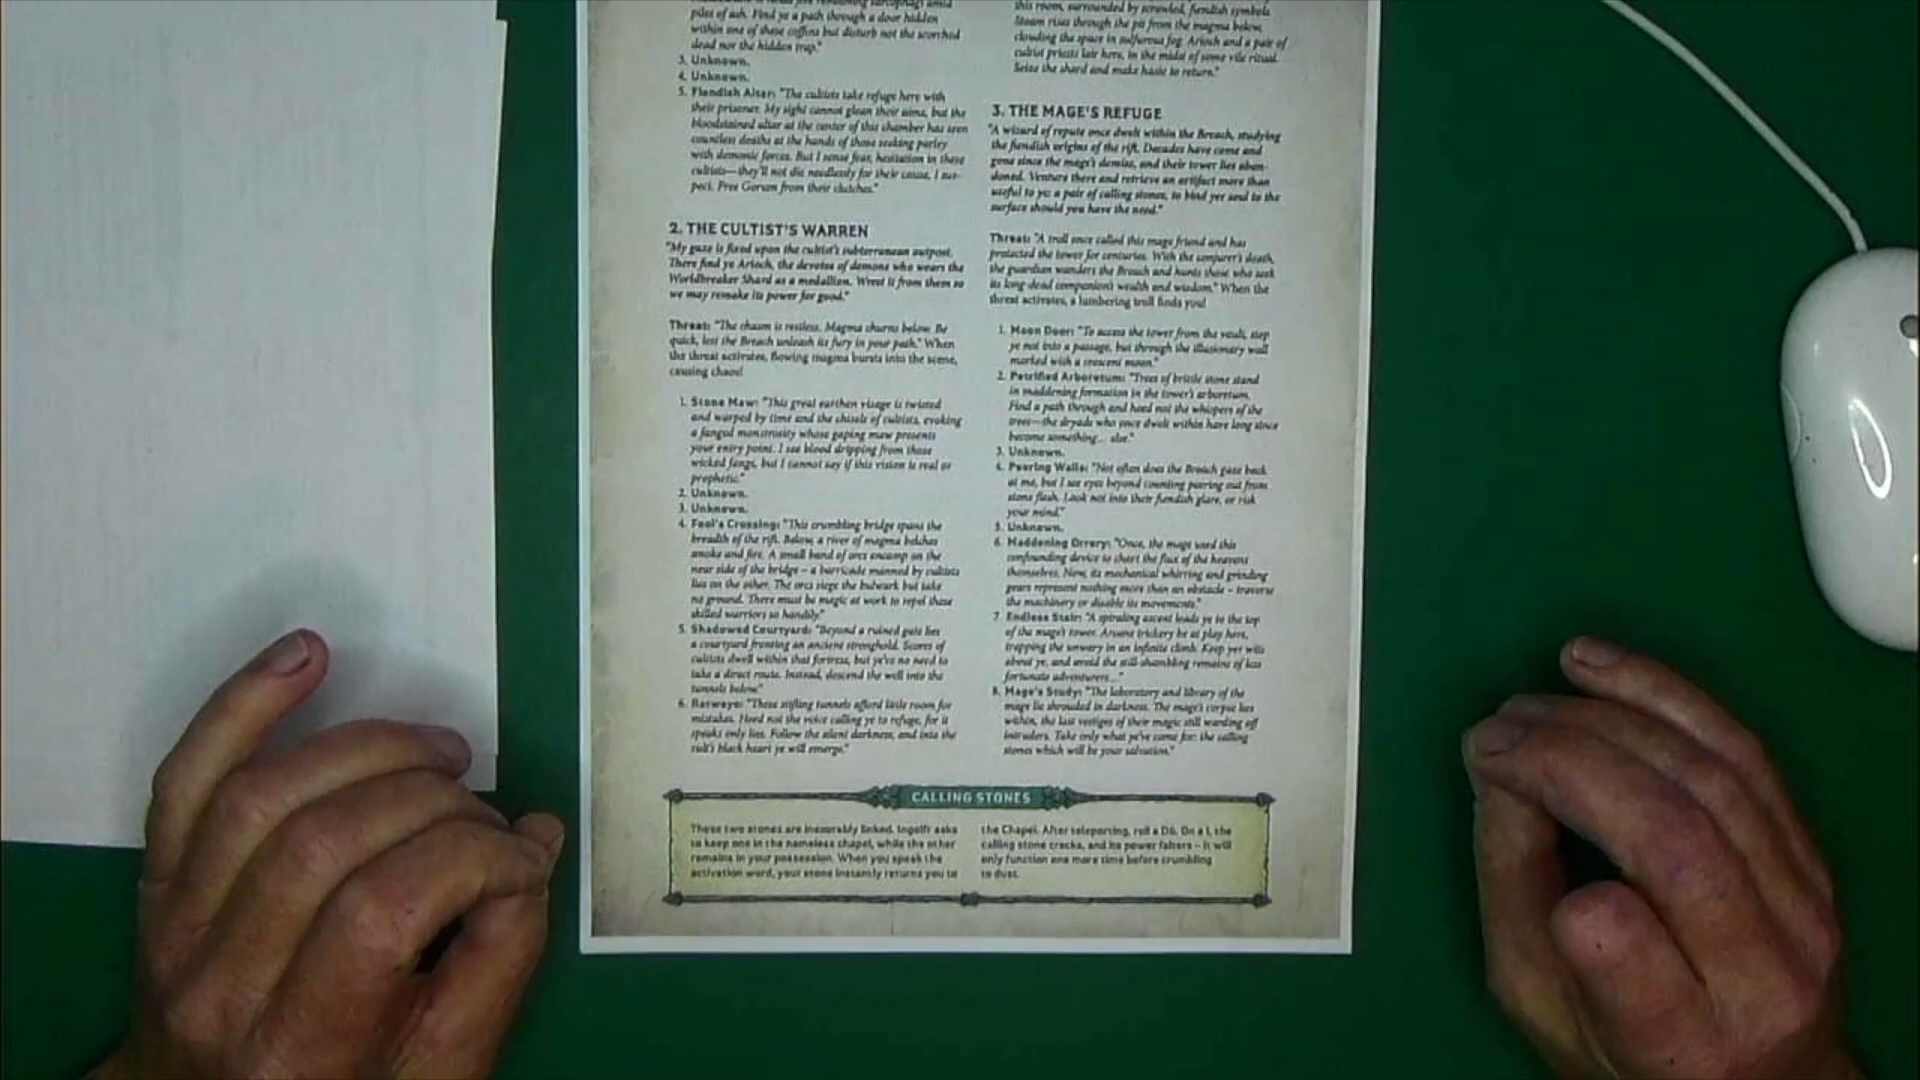 piles of ash. Find ye a path through a door hidden
within one of these coffins but disturb not the scorched
dead nor the hidden trap."
3. Unknown.
4. Unknown.
5. Fiendish Altar: "The cultists take refuge here with
their prisoner. My sight cannot glean their aims, but the
bloodstained altar at the center of this chamber has seen
countless deaths at the hands of those seeking parley
with demonic forces. But I sense fear, hesitation in these
cultists—they'll not die needlessly for their cause, I sus-
pect. Free Gorsam from their clutches."
2. THE CULTIST'S WARREN
"My gaze is fixed upon the cultist's subterranean outpost.
There find ye Arioch, the devotee of demons who wears the
Worldbreaker Shard as a medallion. Wrest it from them so
we may remake its power for good."
Threat: "The chasm is restless. Magma churns below. Be
quick, lest the Breach unleash its fury in your path." When
the threat activates, flowing magma bursts into the scene,
causing chaos!
1. Stone Maw: "This great earthen visage is twisted
and warped by time and the chisels of cultists, evoking
a fanged monstrosity whose gaping maw presents
your entry point. I see blood dripping from those
wicked fangs, but I cannot say if this vision is real or
prophetic."
2. Unknown.
3. Unknown.
4. Fool's Crossing: "This crumbling bridge spans the
breadth of the rift. Below, a river of magma belches
smoke and fire. A small band of orcs encamp on the
near side of the bridge – a barricade manned by cultists
lies on the other. The orcs siege the bulwark but take
no ground. There must be magic at work to repel these
skilled warriors so handily."
5. Shadowed Courtyard: "Beyond a ruined gate lies
a courtyard fronting an ancient stronghold. Scores of
cultists dwell within that fortress, but ye've no need to
take a direct route. Instead, descend the well into the
tunnels below."
6. Ratways: "These stifling tunnels afford little room for
mistakes. Heed not the voice calling ye to refuge, for it
speaks only lies. Follow the silent darkness, and into the
cult's black heart ye will emerge."
this room, surrounded by scrawled, fiendish symbols.
Steam rises through the pit from the magma below,
clouding the space in sulfurous fog. Arioch and a pair of
cultist priests lair here, in the midst of some vile ritual.
Seize the shard and make haste to return."
3. THE MAGE'S REFUGE
"A wizard of repute once dwelt within the Breach, studying
the fiendish origins of the rift. Decades have come and
gone since the mage's demise, and their tower lies aban-
doned. Venture there and retrieve an artifact more than
useful to ye: a pair of calling stones, to bind yer soul to the
surface should you have the need."
Threat: "A troll once called this mage friend and has
protected the tower for centuries. With the conjurer's death,
the guardian wanders the Breach and hunts those who seek
its long-dead companion's wealth and wisdom." When the
threat activates, a lumbering troll finds you!
1. Moon Door: "To access the tower from the vault, step
ye not into a passage, but through the illusionary wall
marked with a crescent moon."
2. Petrified Arboretum: "Trees of brittle stone stand
in maddening formation in the tower's arboretum.
Find a path through and heed not the whispers of the
trees—the dryads who once dwelt within have long since
become something... else."
3. Unknown.
4. Peering Walls: "Not often does the Breach gaze back
at me, but I see eyes beyond counting peering out from
stone flesh. Look not into their fiendish glare, or risk
your mind."
5. Unknown.
6. Maddening Orrery: "Once, the mage used this
confounding device to chart the flux of the heavens
themselves. Now, its mechanical whirring and grinding
gears represent nothing more than an obstacle – traverse
the machinery or disable its movements."
7. Endless Stair: "A spiraling ascent leads ye to the top
of the mage's tower. Arcane trickery be at play here,
trapping the unwary in an infinite climb. Keep yer wits
about ye, and avoid the still-shambling remains of less
fortunate adventurers..."
8. Mage's Study: "The laboratory and library of the
mage lie shrouded in darkness. The mage's corpse lies
within, the last vestiges of their magic still warding off
intruders. Take only what ye've come for: the calling
stones which will be your salvation."
CALLING STONES
These two stones are inexorably linked. Ingelfr asks
to keep one in the nameless chapel, while the other
remains in your possession. When you speak the
activation word, your stone instantly returns you to
the Chapel. After teleporting, roll a D6. On a 1, the
calling stone cracks, and its power falters – it will
only function one more time before crumbling
to dust.